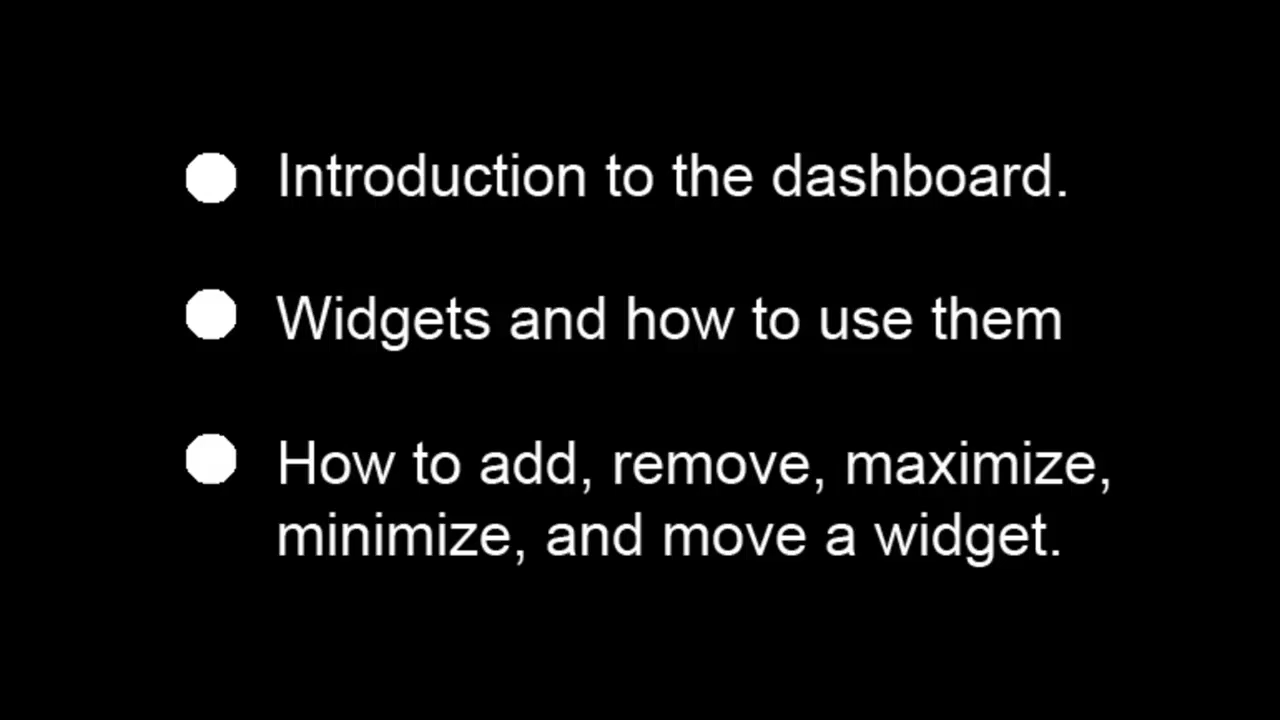 Introduction to the dashboard.
Widgets and how to use them
How to add, remove, maximize,
minimize, and move a widget.